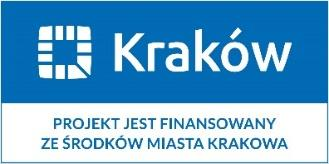 Kraków
PROJEKT JEST FINANSOWANY
ZE ŚRODKÓW MIASTA KRAKOWA